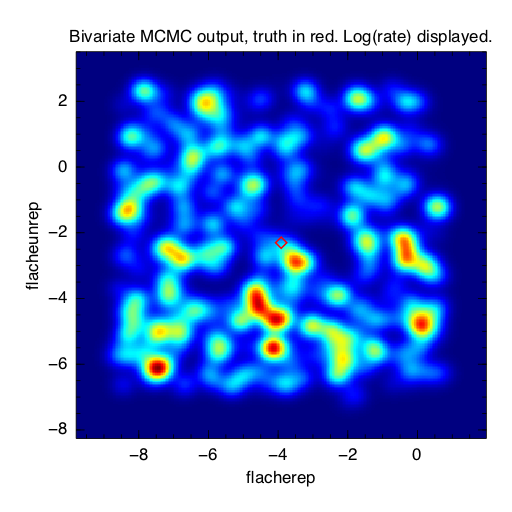 Bivariate MCMC output, truth in red. Log(rate) displayed.
2
0
−2
−4
−6
−8
flacheunrep
−8 −6 −4 −2 0
flacherep